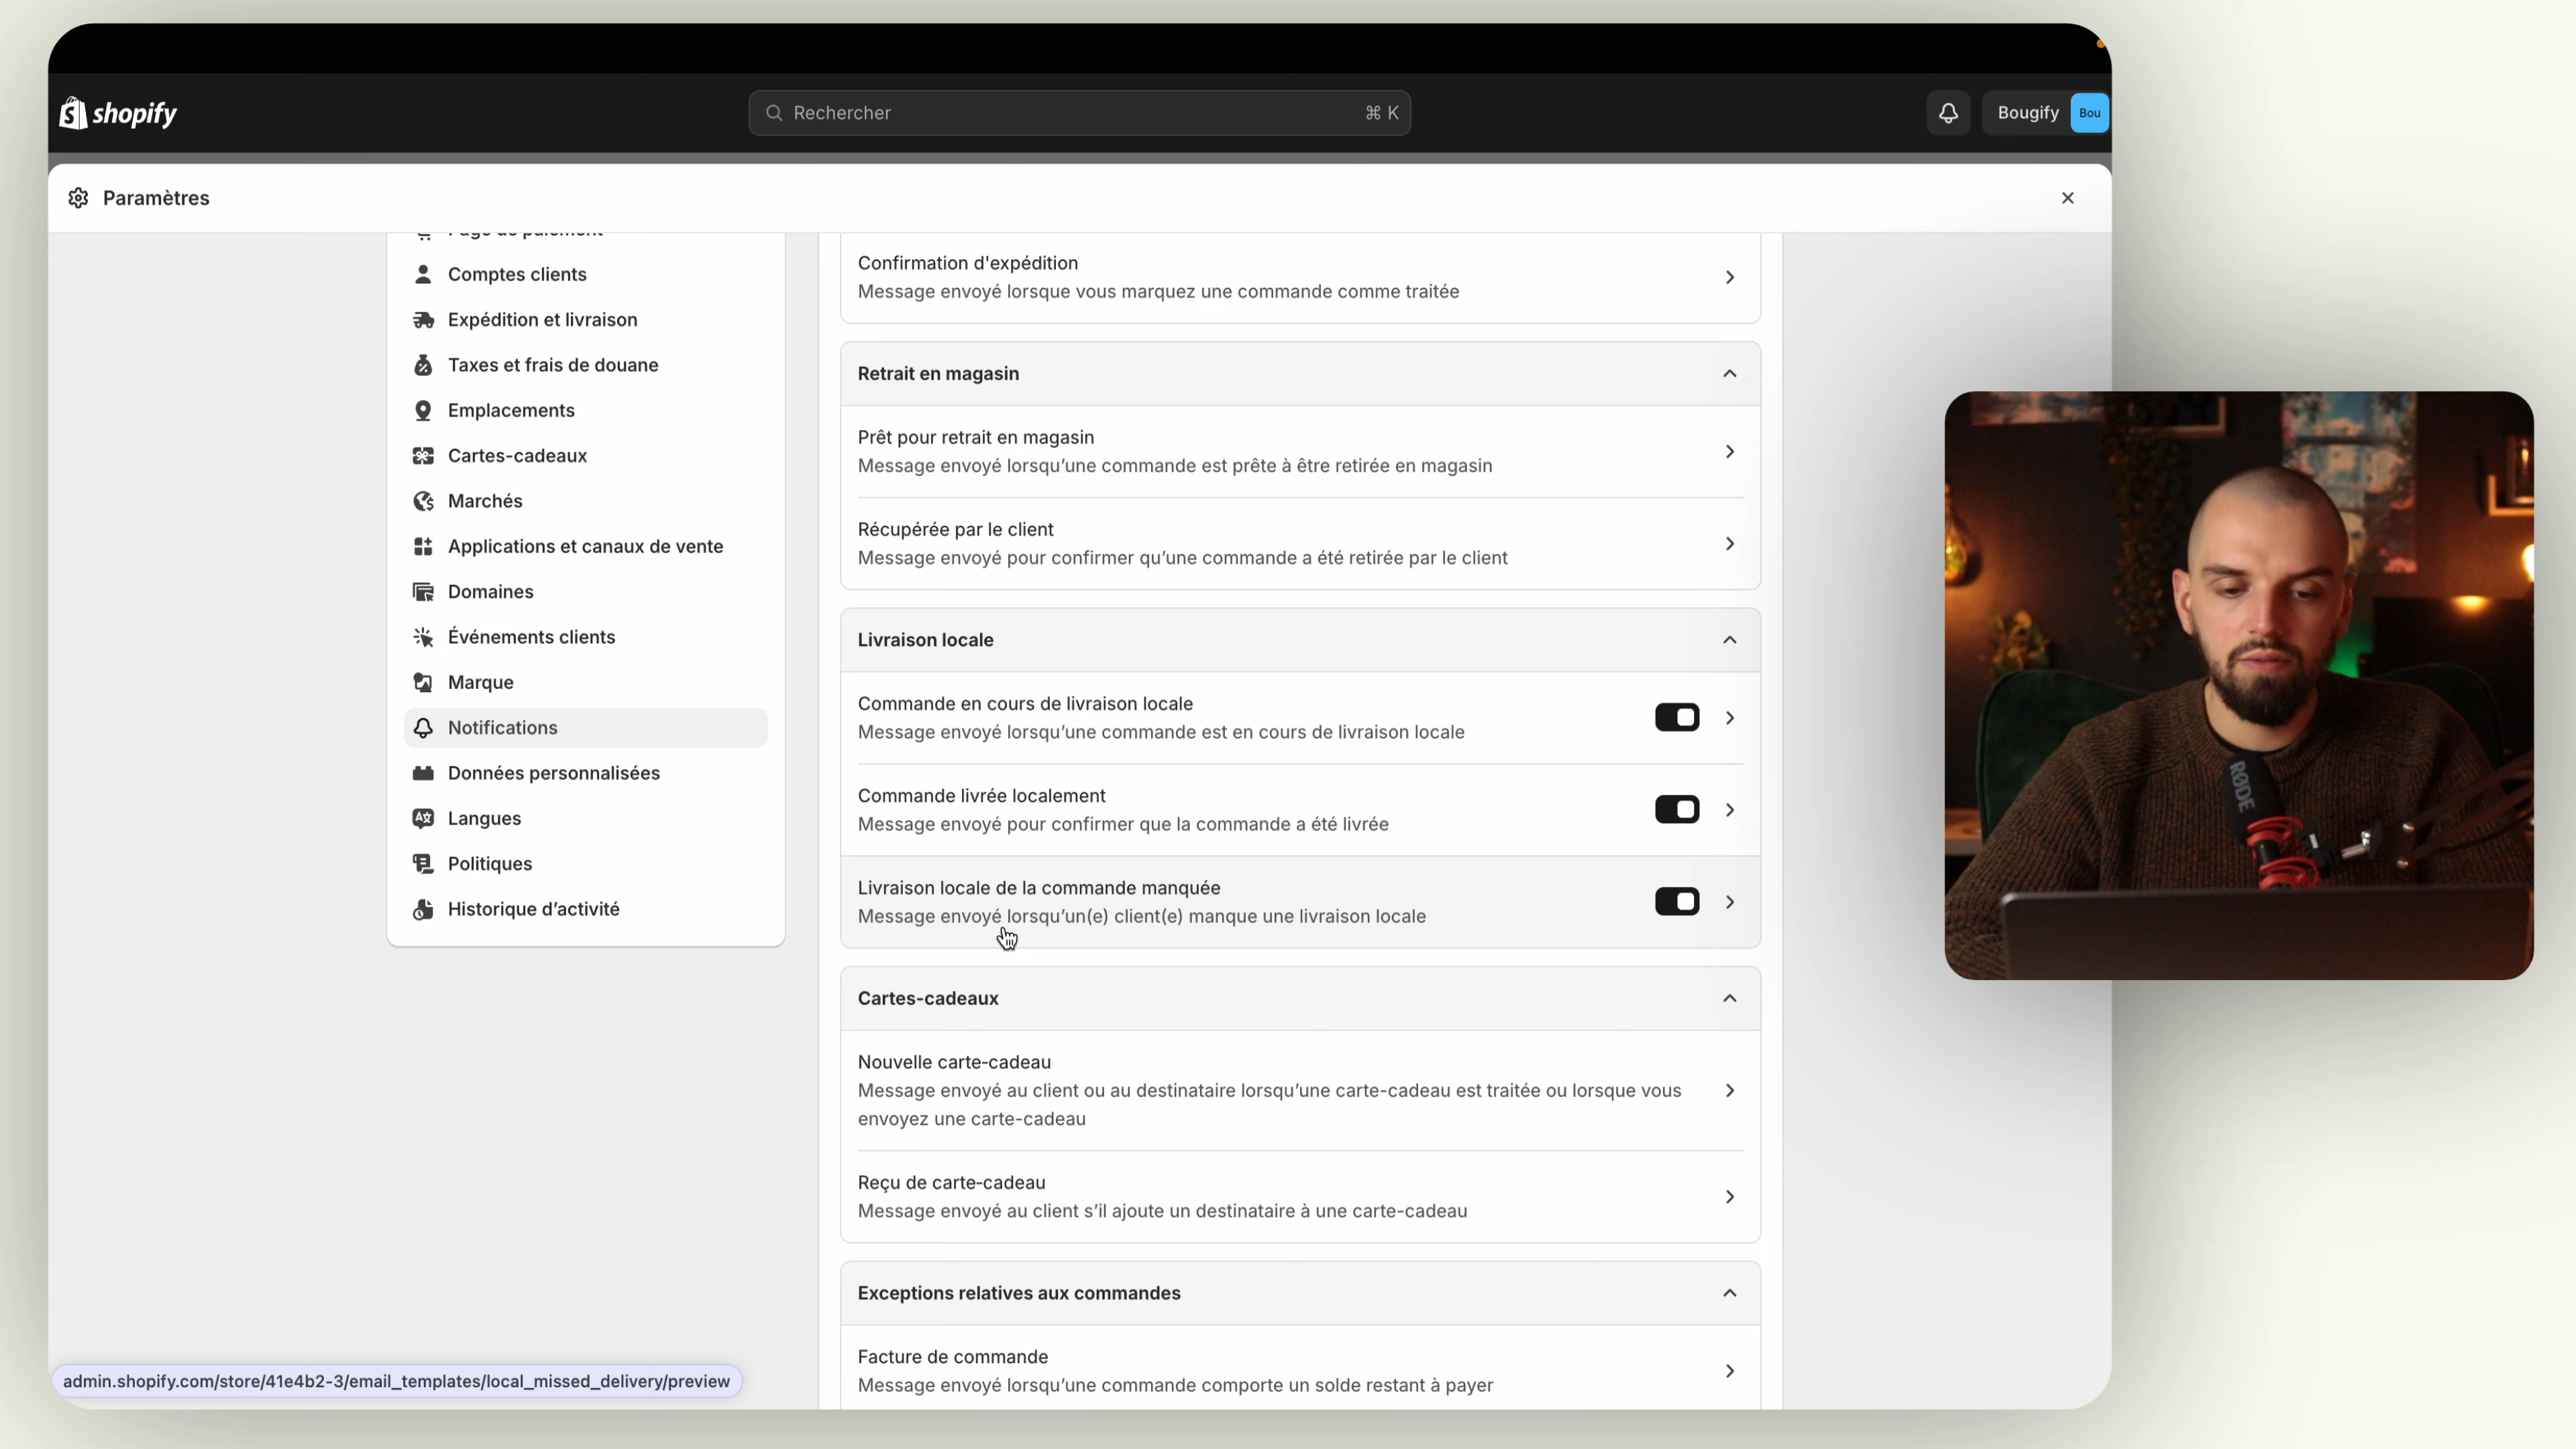 shopify
Rechercher
⌘ K
Bougify
Bou
Paramètres
Comptes clients
Expédition et livraison
Taxes et frais de douane
Emplacements
Cartes-cadeaux
Marchés
Applications et canaux de vente
Domaines
Événements clients
Marque
Notifications
Données personnalisées
Langues
Politiques
Historique d’activité
Confirmation d'expédition
Message envoyé lorsque vous marquez une commande comme traitée
Retrait en magasin
Prêt pour retrait en magasin
Message envoyé lorsqu’une commande est prête à être retirée en magasin
Récupérée par le client
Message envoyé pour confirmer qu’une commande a été retirée par le client
Livraison locale
Commande en cours de livraison locale
Message envoyé lorsqu’une commande est en cours de livraison locale
Commande livrée localement
Message envoyé pour confirmer que la commande a été livrée
Livraison locale de la commande manquée
Message envoyé lorsqu’un(e) client(e) manque une livraison locale
Cartes-cadeaux
Nouvelle carte-cadeau
Message envoyé au client ou au destinataire lorsqu’une carte-cadeau est traitée ou lorsque vous
envoyez une carte-cadeau
Reçu de carte-cadeau
Message envoyé au client s’il ajoute un destinataire à une carte-cadeau
Exceptions relatives aux commandes
Facture de commande
Message envoyé lorsqu’une commande comporte un solde restant à payer
admin.shopify.com/store/41e4b2-3/email_templates/local_missed_delivery/preview
RØDE